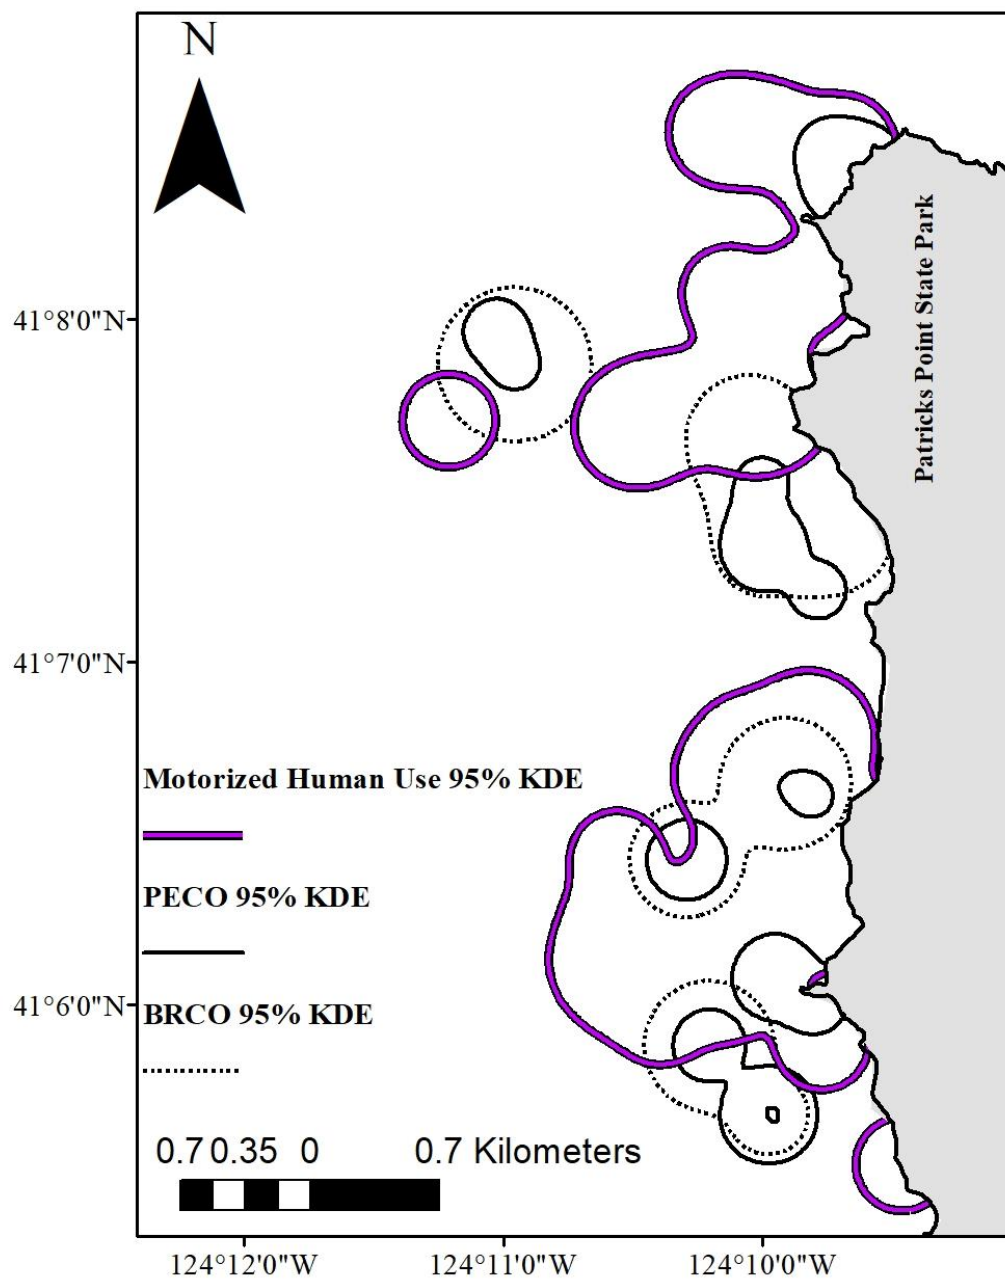 N
Patricks Point State Park
41°8'0"N
41°7'0"N
Motorized Human Use 95% KDE
PECO 95% KDE
41°6'0"N
BRCO 95% KDE
0.7 0.35 0 0.7 Kilometers
124°12'0"W 124°11'0"W 124°10'0"W